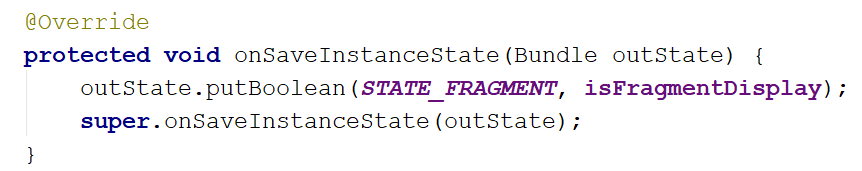 @Override
protected void onSaveInstanceState(Bundle outState) {
    outState.putBoolean(STATE_FRAGMENT, isFragmentDisplay);
    super.onSaveInstanceState(outState);
}